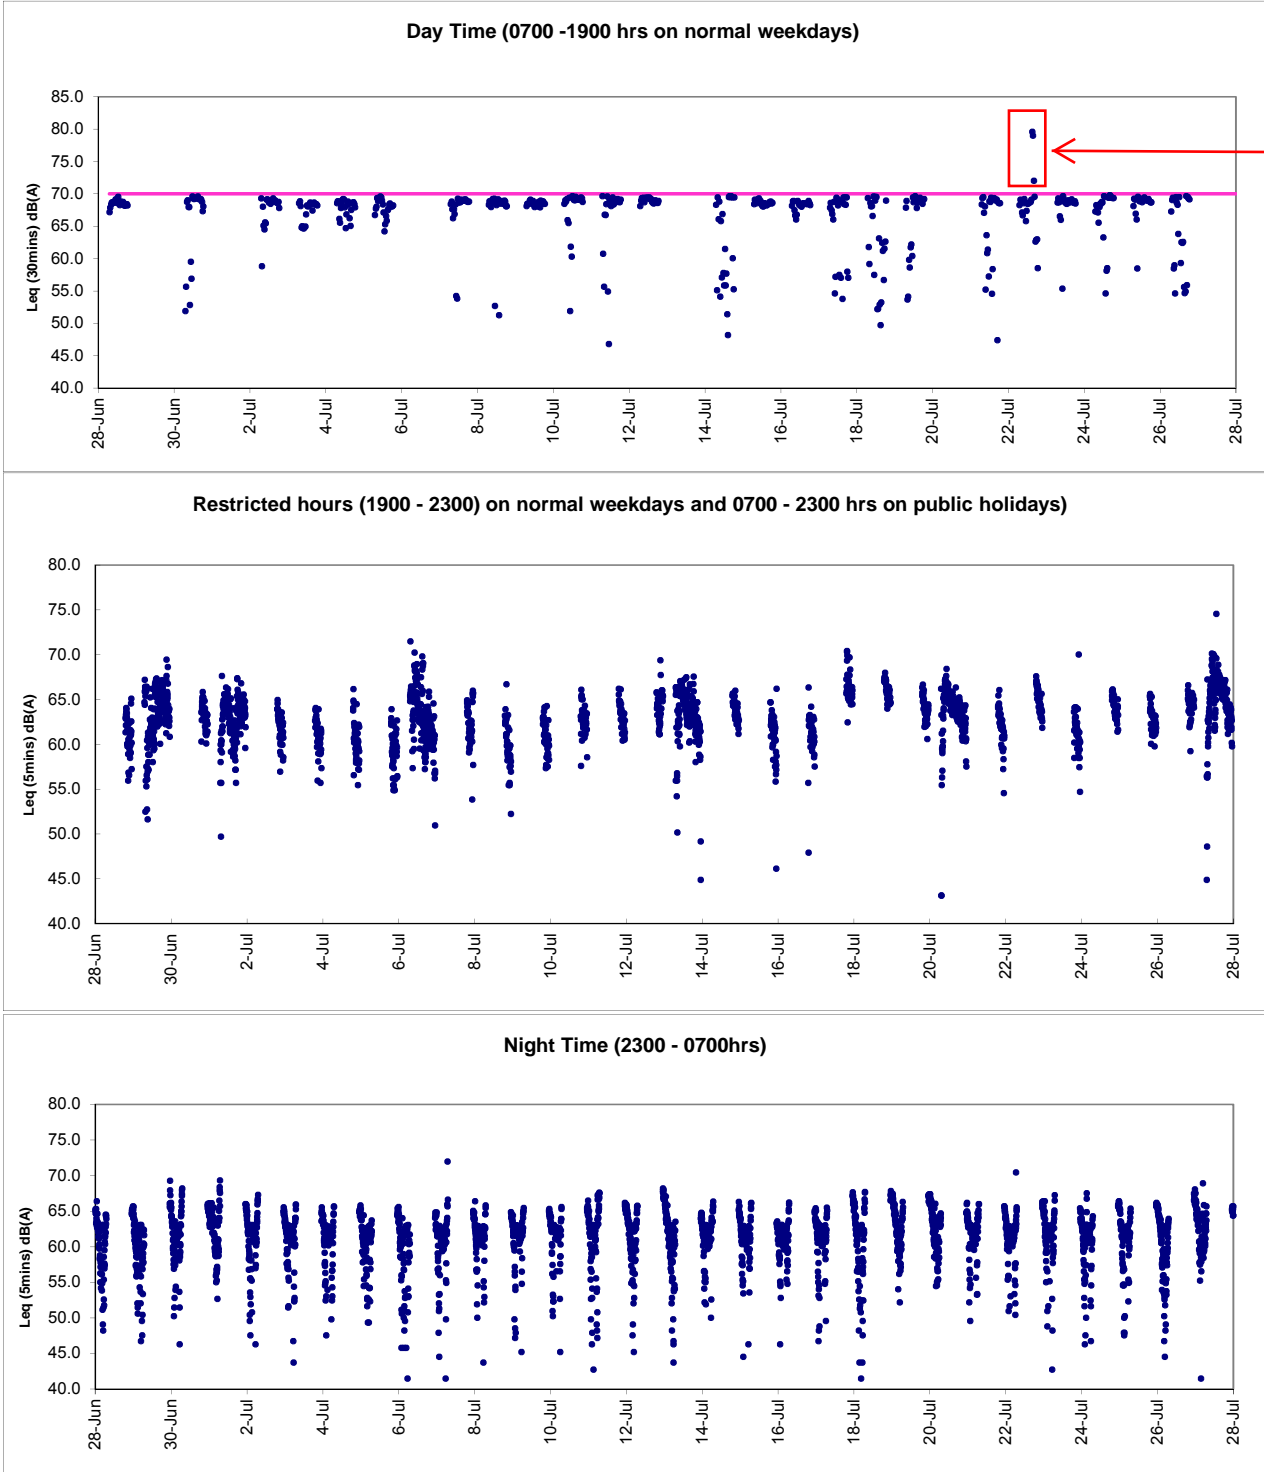 Day Time (0700 -1900 hrs on normal weekdays)
Leq (30mins) dB(A)
85.0
80.0
75.0
70.0
65.0
60.0
55.0
50.0
45.0
40.0
28-Jun
30-Jun
2-Jul
4-Jul
6-Jul
8-Jul
10-Jul
12-Jul
14-Jul
16-Jul
18-Jul
20-Jul
22-Jul
24-Jul
26-Jul
28-Jul
Restricted hours (1900 - 2300) on normal weekdays and 0700 - 2300 hrs on public holidays)
Leq (5mins) dB(A)
80.0
75.0
70.0
65.0
60.0
55.0
50.0
45.0
40.0
28-Jun
30-Jun
2-Jul
4-Jul
6-Jul
8-Jul
10-Jul
12-Jul
14-Jul
16-Jul
18-Jul
20-Jul
22-Jul
24-Jul
26-Jul
28-Jul
Night Time (2300 - 0700hrs)
Leq (5mins) dB(A)
80.0
75.0
70.0
65.0
60.0
55.0
50.0
45.0
40.0
28-Jun
30-Jun
2-Jul
4-Jul
6-Jul
8-Jul
10-Jul
12-Jul
14-Jul
16-Jul
18-Jul
20-Jul
22-Jul
24-Jul
26-Jul
28-Jul